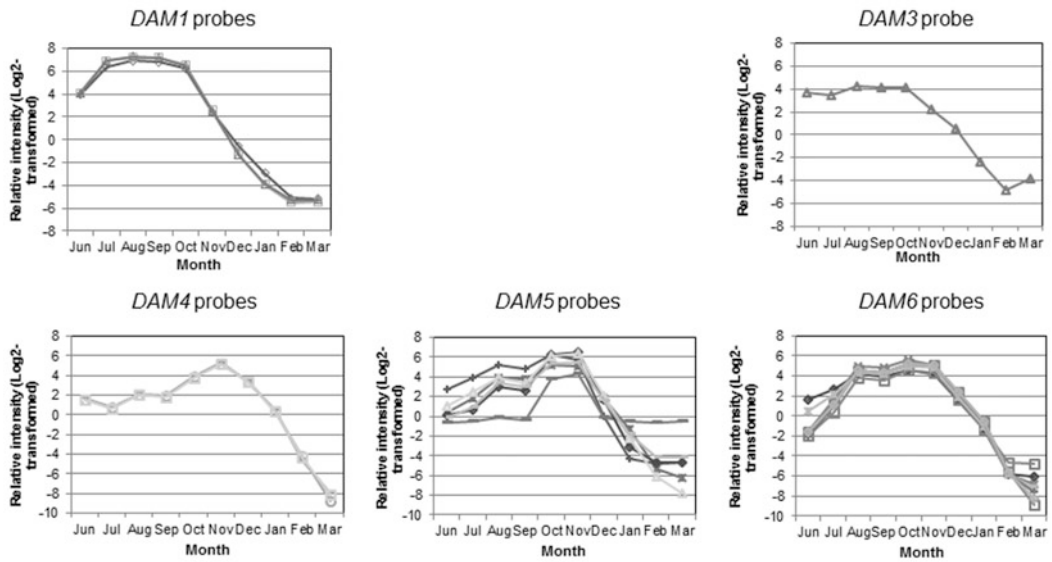 DAM1 probes
Relative intensity (Log2-
transformed)
8
6
4
2
0
-2
-4
-6
-8
Jun Jul Aug Sep Oct Nov Dec Jan Feb Mar
Month
DAM3 probe
Relative intensity (Log2-
transformed)
8
6
4
2
0
-2
-4
-6
-8
Jun Jul Aug Sep Oct Nov Dec Jan Feb Mar
Month
DAM4 probes
Relative intensity (Log2-
transformed)
8
6
4
2
0
-2
-4
-6
-8
-10
Jun Jul Aug Sep Oct Nov Dec Jan Feb Mar
Month
DAM5 probes
Relative intensity (Log2-
transformed)
8
6
4
2
0
-2
-4
-6
-8
-10
Jun Jul Aug Sep Oct Nov Dec Jan Feb Mar
Month
DAM6 probes
Relative intensity (Log2-
transformed)
8
6
4
2
0
-2
-4
-6
-8
-10
Jun Jul Aug Sep Oct Nov Dec Jan Feb Mar
Month